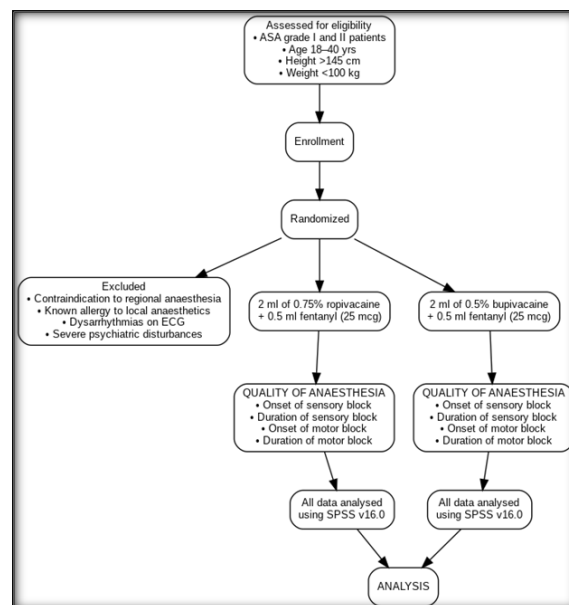 Assessed for eligibility
• ASA grade I and II patients
• Age 18–40 yrs
• Height >145 cm
• Weight <100 kg
Enrollment
Randomized
Excluded
• Contraindication to regional anaesthesia
• Known allergy to local anaesthetics
• Dysarrhythmias on ECG
• Severe psychiatric disturbances
2 ml of 0.75% ropivacaine
+ 0.5 ml fentanyl (25 mcg)
2 ml of 0.5% bupivacaine
+ 0.5 ml fentanyl (25 mcg)
QUALITY OF ANAESTHESIA
• Onset of sensory block
• Duration of sensory block
• Onset of motor block
• Duration of motor block
QUALITY OF ANAESTHESIA
• Onset of sensory block
• Duration of sensory block
• Onset of motor block
• Duration of motor block
All data analysed
using SPSS v16.0
All data analysed
using SPSS v16.0
ANALYSIS